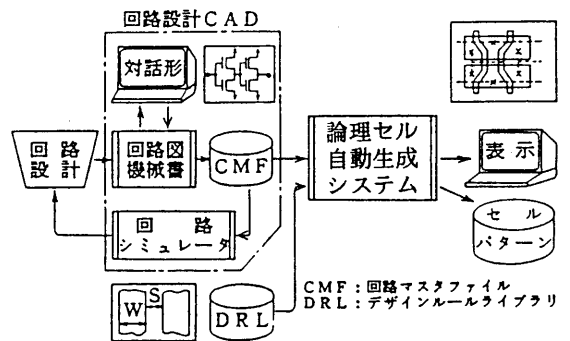 回路設計CAD
対話形
回路
設計
回路図
機械書
CMF
論理セル
自動生成
システム
表示
セル
パターン
回路
シミュレータ
W
S
DRL
CMF：回路マスタファイル
DRL：デザインルールライブラリ